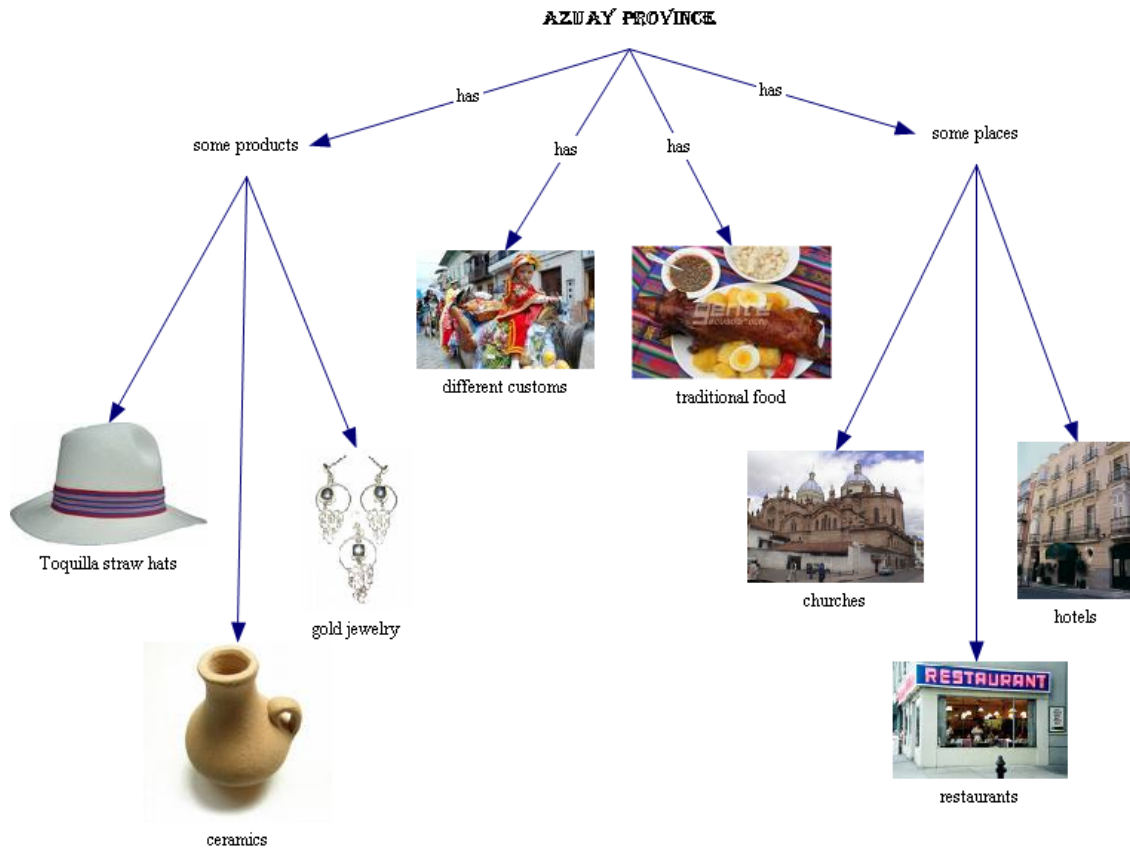 AZUAY PROVINCE
has
has
has
has
some products
some places
different customs
gente
traditional food
Toquilla straw hats
gold jewelry
ceramics
churches
hotels
RESTAURANT
restaurants